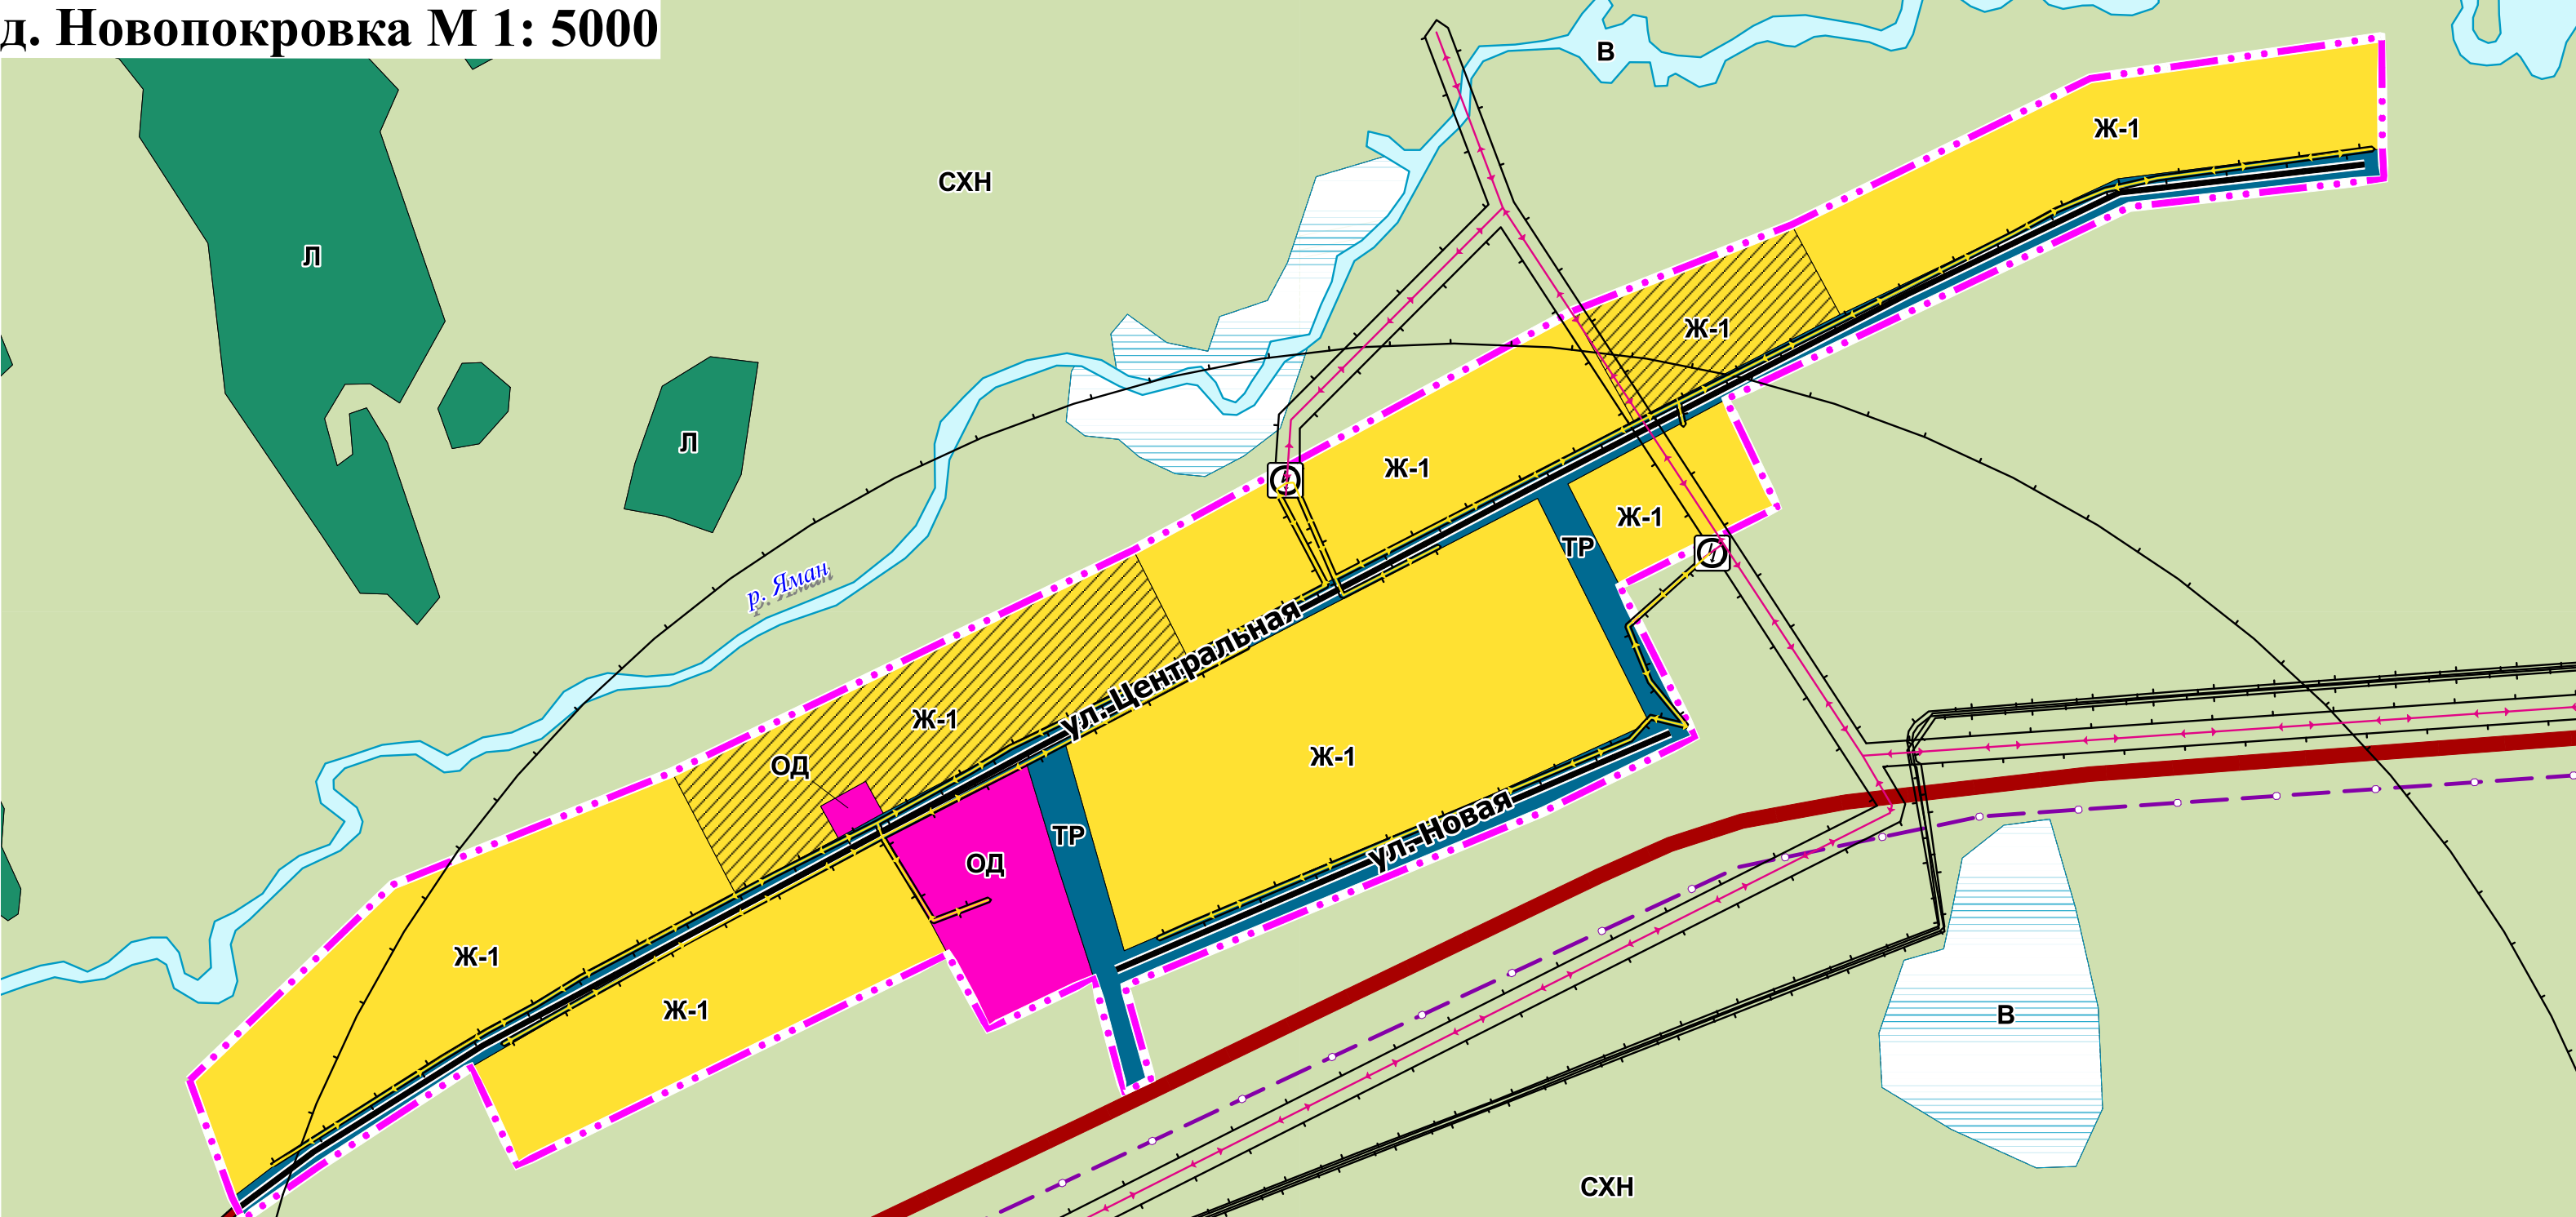 д. Новопокровка М 1: 5000
В
Ж-1
СХН
Л
Ж-1
Л
Ж-1
Ж-1
ТР
р. Яман
ул. Центральная
Ж-1
Ж-1
ОД
ул. Новая
ТР
ОД
Ж-1
Ж-1
В
СХН